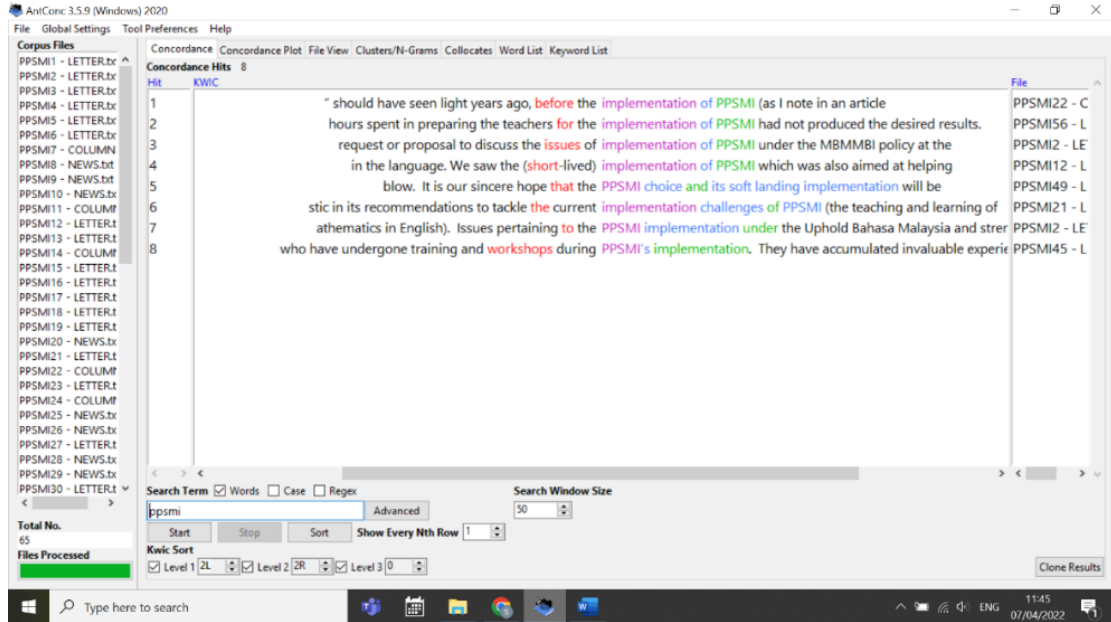 AntConc 3.5.9 (Windows) 2020
File Global Settings Tool Preferences Help
Corpus Files
PPSMI1 - LETTER.tx
PPSMI2 - LETTER.tx
PPSMI3 - LETTER.tx
PPSMI4 - LETTER.tx
PPSMI5 - LETTER.tx
PPSMI6 - LETTER.tx
PPSMI7 - COLUMN
PPSMI8 - NEWS.txt
PPSMI9 - NEWS.txt
PPSMI10 - NEWS.tx
PPSMI11 - COLUMN
PPSMI12 - LETTER.t
PPSMI13 - LETTER.t
PPSMI14 - COLUMN
PPSMI15 - LETTER.t
PPSMI16 - LETTER.t
PPSMI17 - LETTER.t
PPSMI18 - LETTER.t
PPSMI19 - LETTER.t
PPSMI20 - NEWS.tx
PPSMI21 - LETTER.t
PPSMI22 - COLUMN
PPSMI23 - LETTER.t
PPSMI24 - COLUMN
PPSMI25 - NEWS.tx
PPSMI26 - NEWS.tx
PPSMI27 - LETTER.t
PPSMI28 - NEWS.tx
PPSMI29 - NEWS.tx
PPSMI30 - LETTER.t
Total No.
65
Files Processed
Concordance Concordance Plot File View Clusters/N-Grams Collocates Word List Keyword List
Concordance Hits 8
Hit KWIC File
1 " should have seen light years ago, before the implementation of PPSMI (as I note in an article PPSMI22 - C
2 hours spent in preparing the teachers for the implementation of PPSMI had not produced the desired results. PPSMI56 - L
3 request or proposal to discuss the issues of implementation of PPSMI under the MBMMBI policy at the PPSMI2 - LE
4 in the language. We saw the (short-lived) implementation of PPSMI which was also aimed at helping PPSMI12 - L
5 blow. It is our sincere hope that the PPSMI choice and its soft landing implementation will be PPSMI49 - L
6 stic in its recommendations to tackle the current implementation challenges of PPSMI (the teaching and learning of PPSMI21 - L
7 athematics in English). Issues pertaining to the PPSMI implementation under the Uphold Bahasa Malaysia and strer PPSMI2 - LE
8 who have undergone training and workshops during PPSMI's implementation. They have accumulated invaluable experie PPSMI45 - L
Search Term Words Case Regex Search Window Size
ppsmi Advanced 50
Start Stop Sort Show Every Nth Row 1
Kwic Sort
Level 1 2L Level 2 2R Level 3 0 Clone Results
Type here to search ENG 11:45
07/04/2022